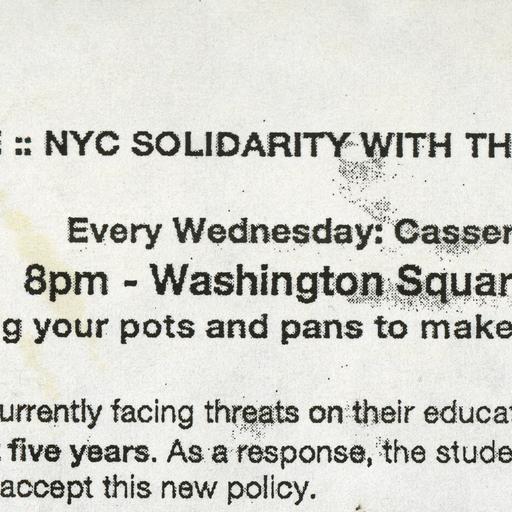 :: NYC SOLIDARITY WITH TH
Every Wednesday: Casser
8pm - Washington Squar
g your pots and pans to make
urrently facing threats on their educat
five years. As a response, the stude
accept this new policy.